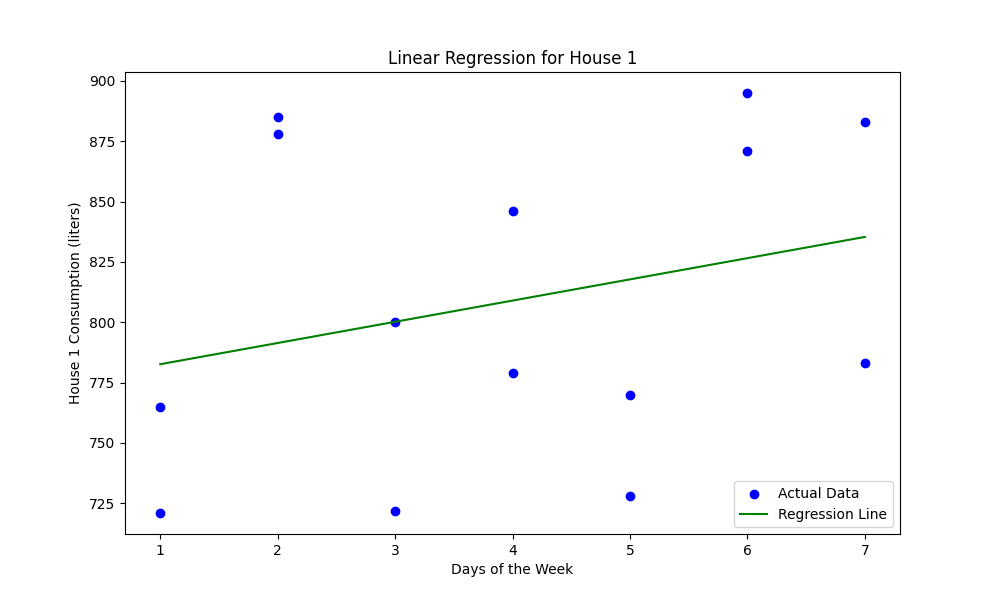 Linear Regression for House 1
House 1 Consumption (liters)
900
875
850
825
800
775
750
725
1 2 3 4 5 6 7
Days of the Week
Actual Data
Regression Line